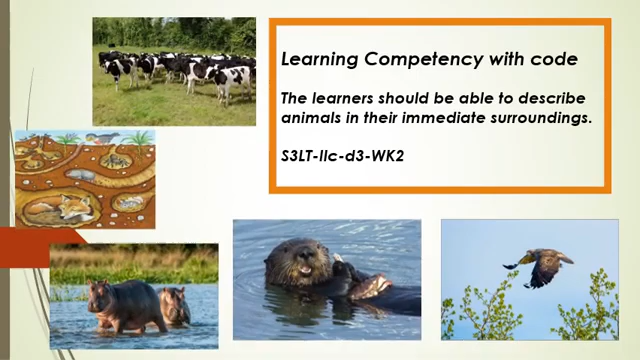 Learning Competency with code
The learners should be able to describe
animals in their immediate surroundings.
S3LT-IIc-d3-WK2